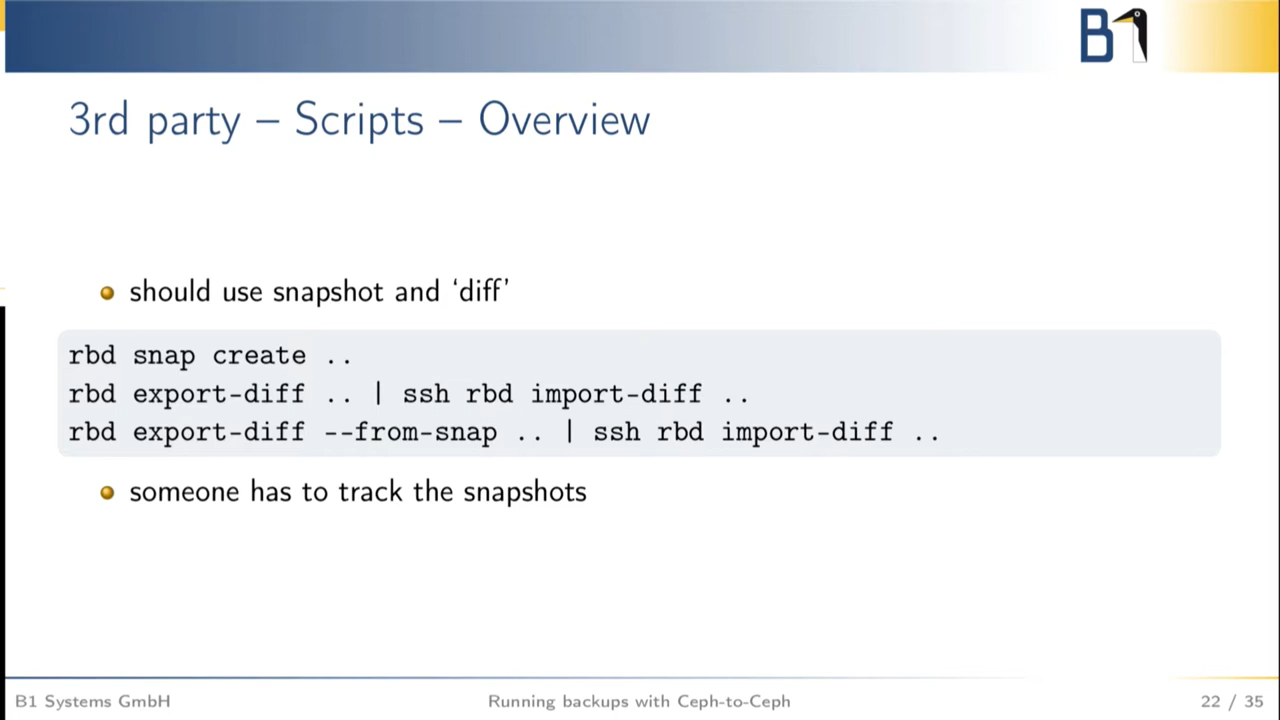 B1
3rd party – Scripts – Overview
should use snapshot and ‘diff’
rbd snap create ..
rbd export-diff .. | ssh rbd import-diff ..
rbd export-diff --from-snap .. | ssh rbd import-diff ..
someone has to track the snapshots
B1 Systems GmbH
Running backups with Ceph-to-Ceph
22 / 35